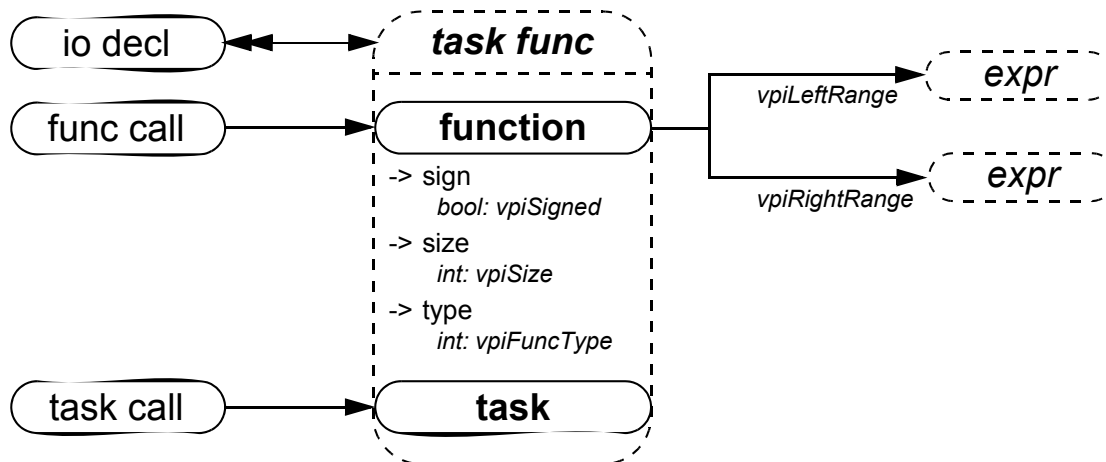 io decl
task func
func call
function
vpiLeftRange
expr
vpiRightRange
expr
-> sign
bool: vpiSigned
-> size
int: vpiSize
-> type
int: vpiFuncType
task call
task